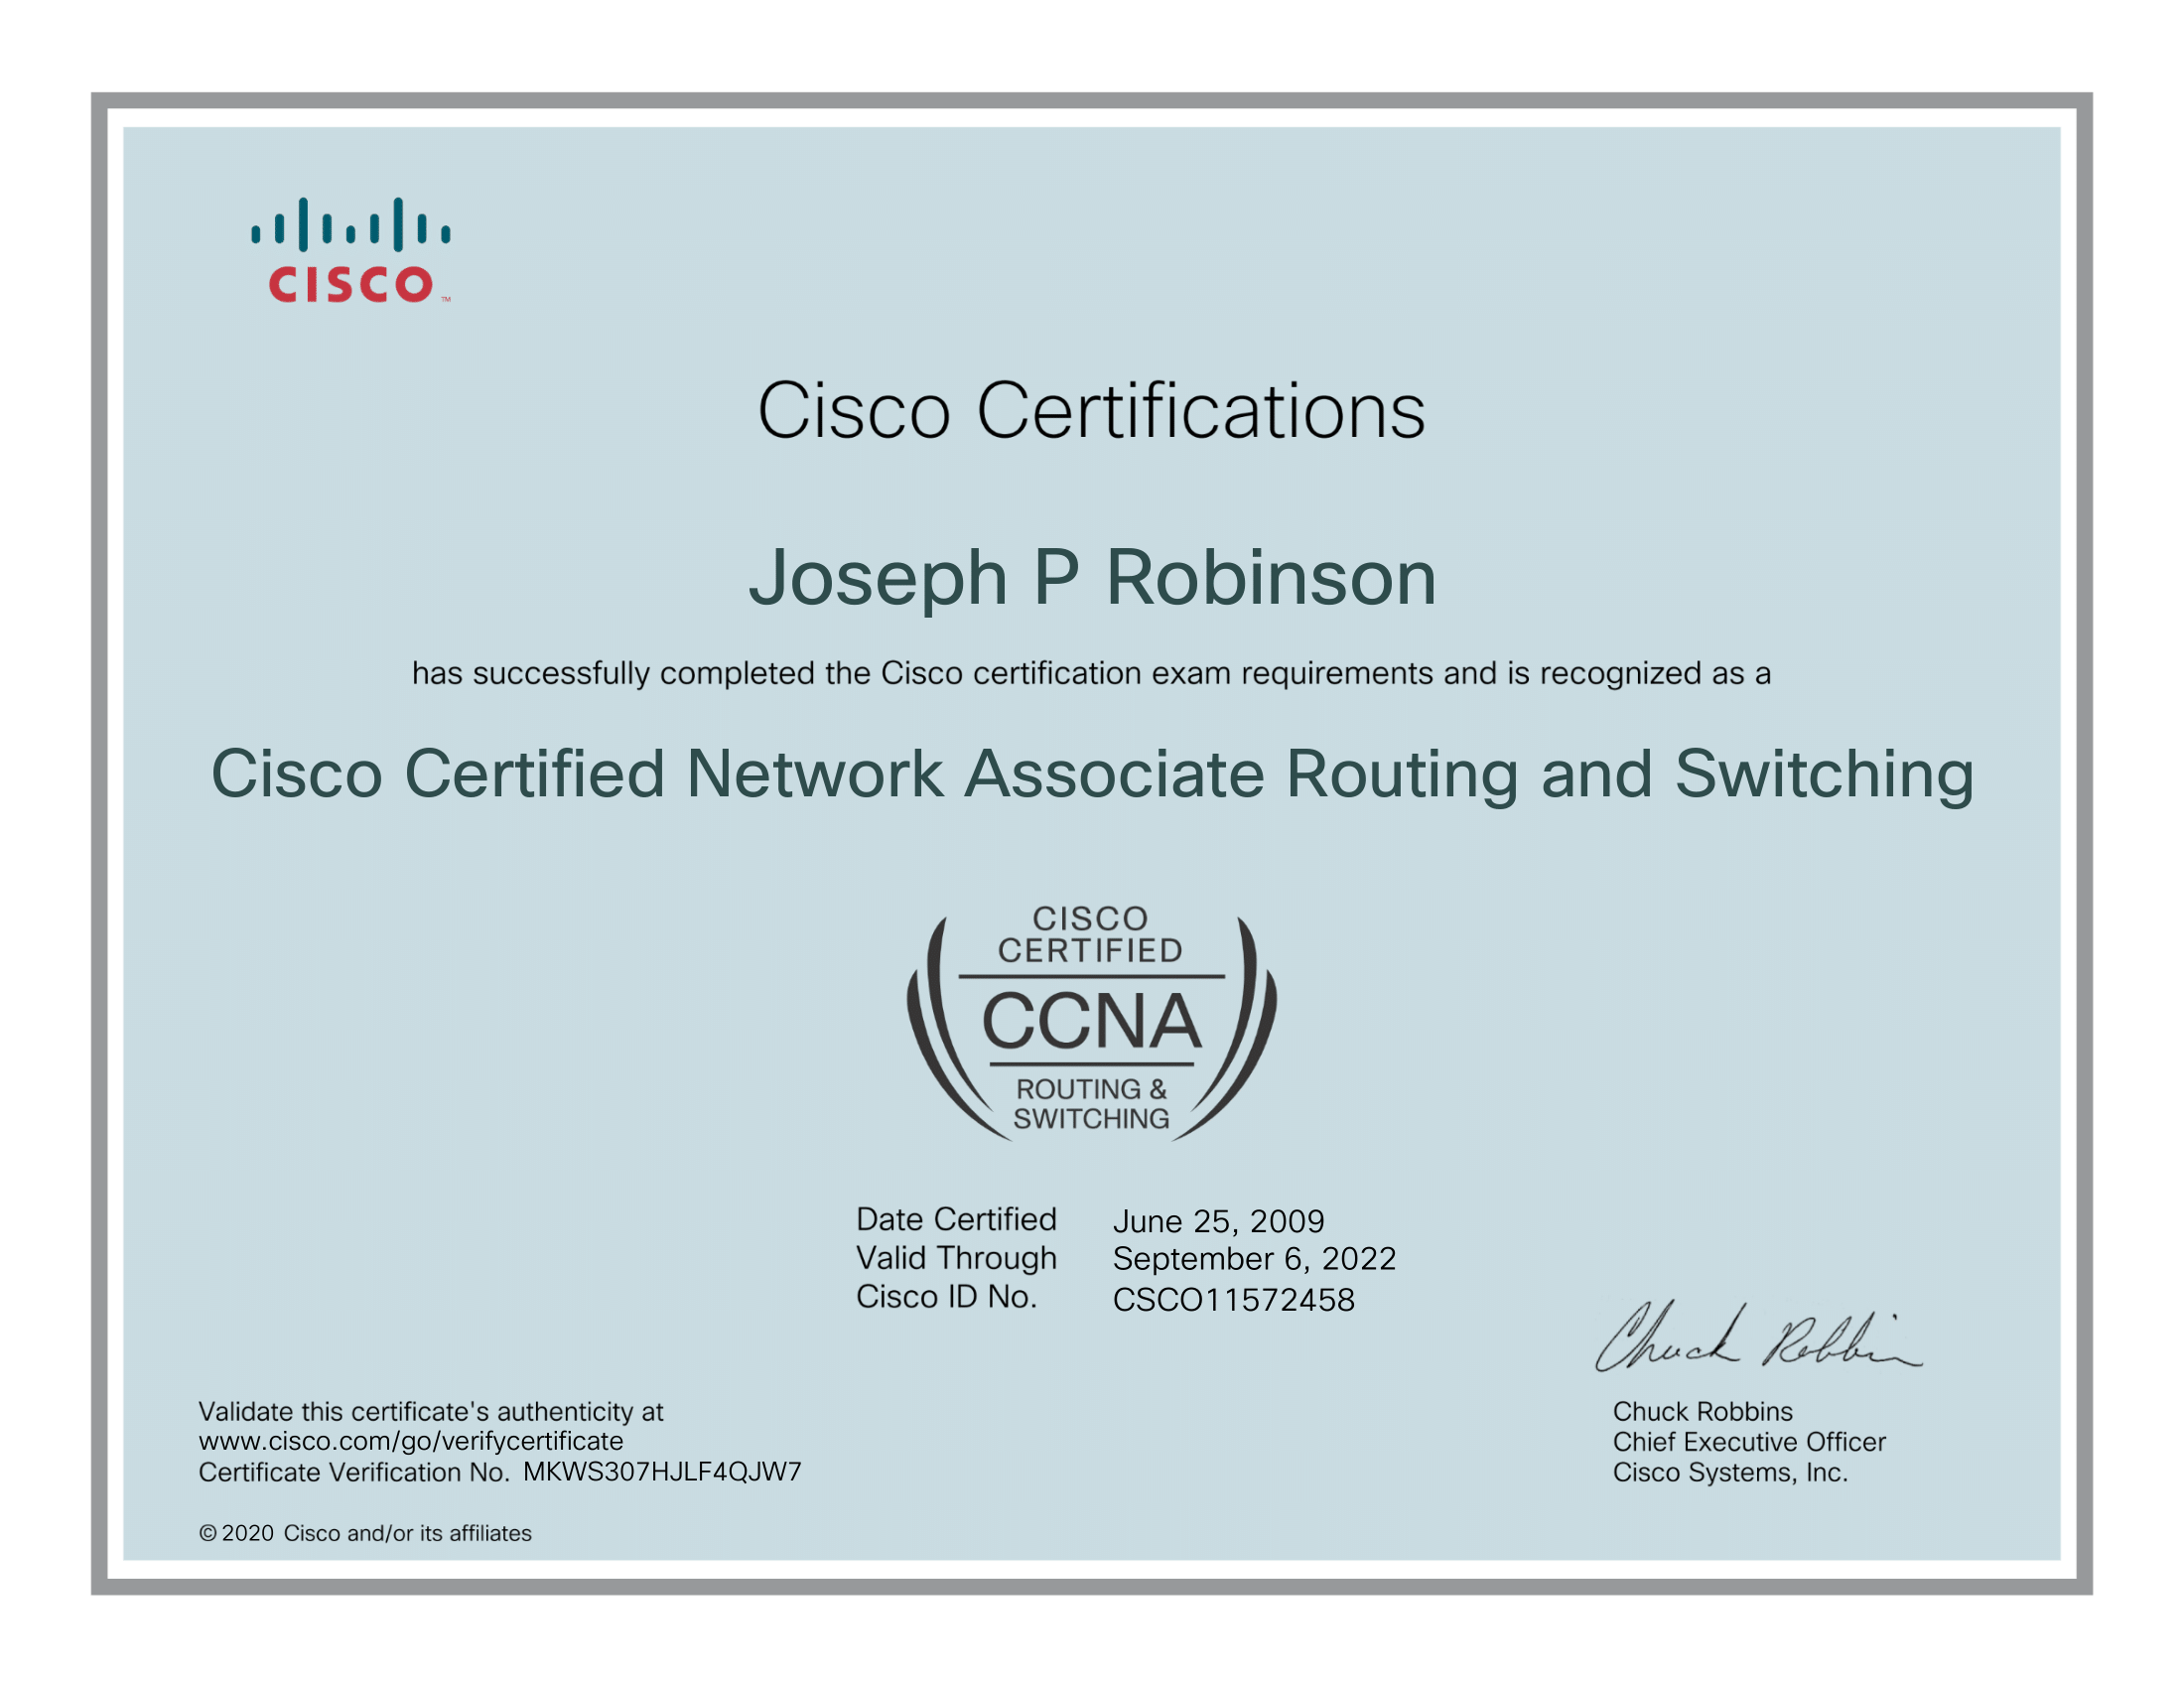 CISCO™
Cisco Certifications
Joseph P Robinson
has successfully completed the Cisco certification exam requirements and is recognized as a
Cisco Certified Network Associate Routing and Switching
CISCO
CERTIFIED
CCNA
ROUTING &
SWITCHING
Date Certified June 25, 2009
Valid Through September 6, 2022
Cisco ID No. CSCO11572458
Chuck Robbins
Validate this certificate's authenticity at
www.cisco.com/go/verifycertificate
Certificate Verification No. MKWS307HJLF4QJW7
Chuck Robbins
Chief Executive Officer
Cisco Systems, Inc.
© 2020 Cisco and/or its affiliates